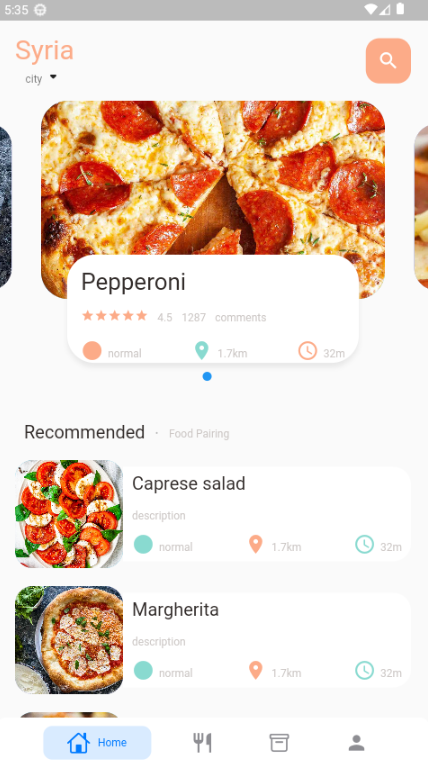 5:35
Syria
city
Pepperoni
4.5 1287 comments
normal 1.7km 32m
Recommended · Food Pairing
Caprese salad
description
normal 1.7km 32m
Margherita
description
normal 1.7km 32m
Home